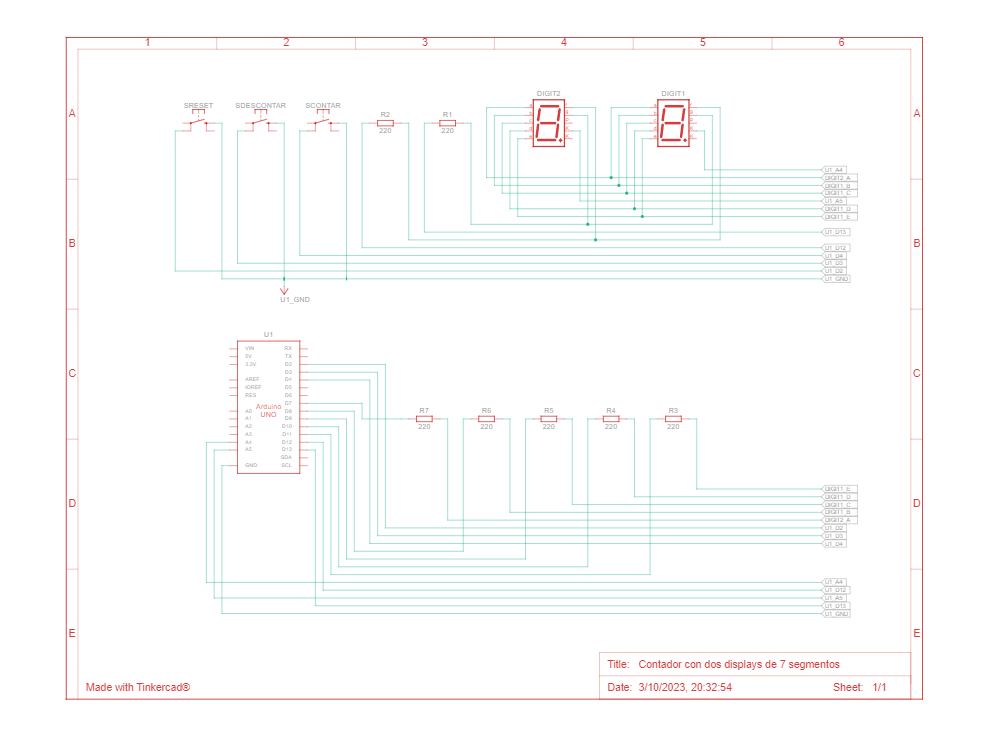 1 2 3 4 5 6
A A
SRESET SDESCONTAR SCONTAR
R2 R1
220 220
DIGIT2 DIGIT1
U1_A4
DIGIT2_A
DIGIT1_B
DIGIT1_C
U1_A5
DIGIT1_D
DIGIT1_E
U1_D13
B B
U1_D12
U1_D4
U1_D3
U1_D2
U1_GND
U1_GND
U1
VIN RX
5V TX
3.3V D2
D3
AREF D4
IOREF D5
RES D6
D7
A0 D8
A1 D9
A2 D10
A3 D11
A4 D12
A5 D13
SDA
GND SCL
Arduino
UNO
C C
R7 R6 R5 R4 R3
220 220 220 220 220
D D
DIGIT1_E
DIGIT1_D
DIGIT1_C
DIGIT1_B
DIGIT2_A
U1_D2
U1_D3
U1_D4
U1_A4
U1_D12
U1_A5
U1_D13
U1_GND
E E
Title: Contador con dos displays de 7 segmentos
Made with Tinkercad®
Date: 3/10/2023, 20:32:54 Sheet: 1/1